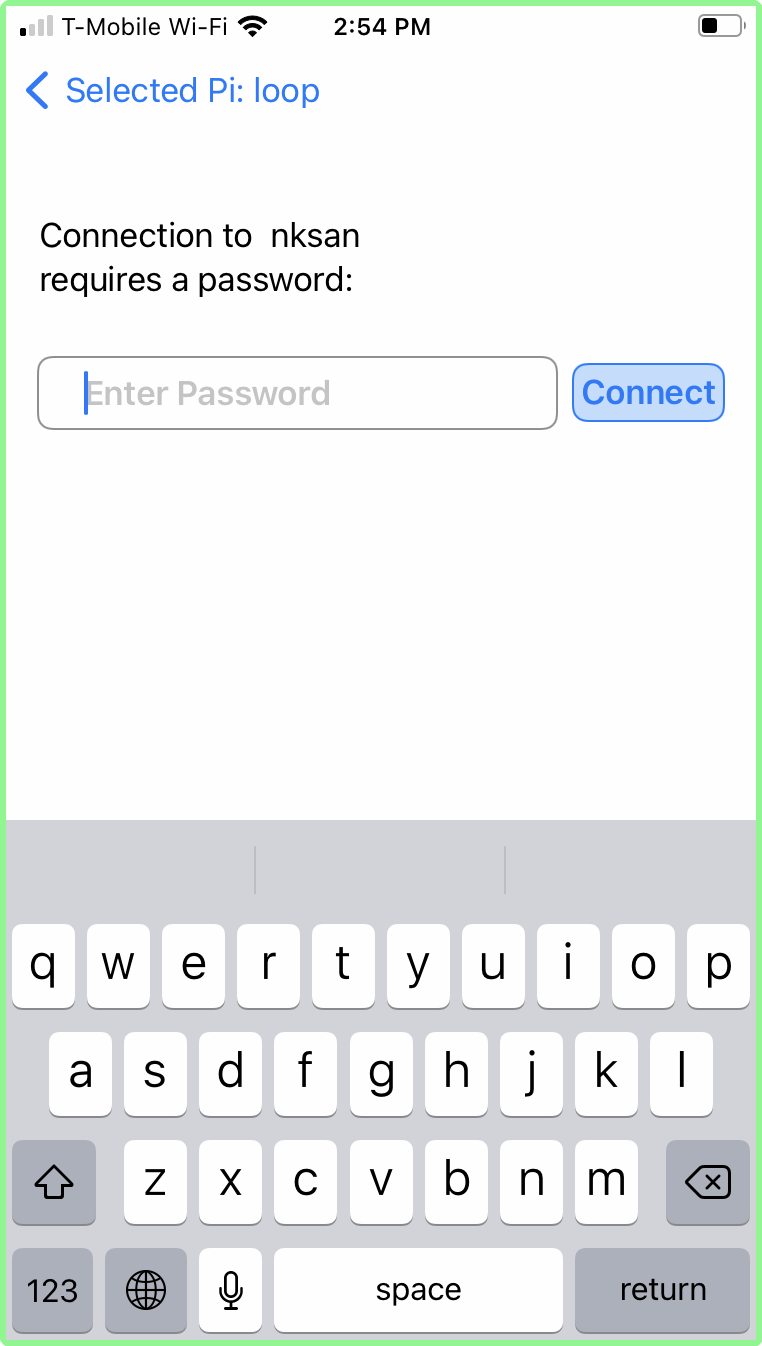 T-Mobile Wi-Fi 2:54 PM
Selected Pi: loop
Connection to nksan
requires a password:
Enter Password Connect
q w e r t y u i o p
a s d f g h j k l
z x c v b n m
123 space return